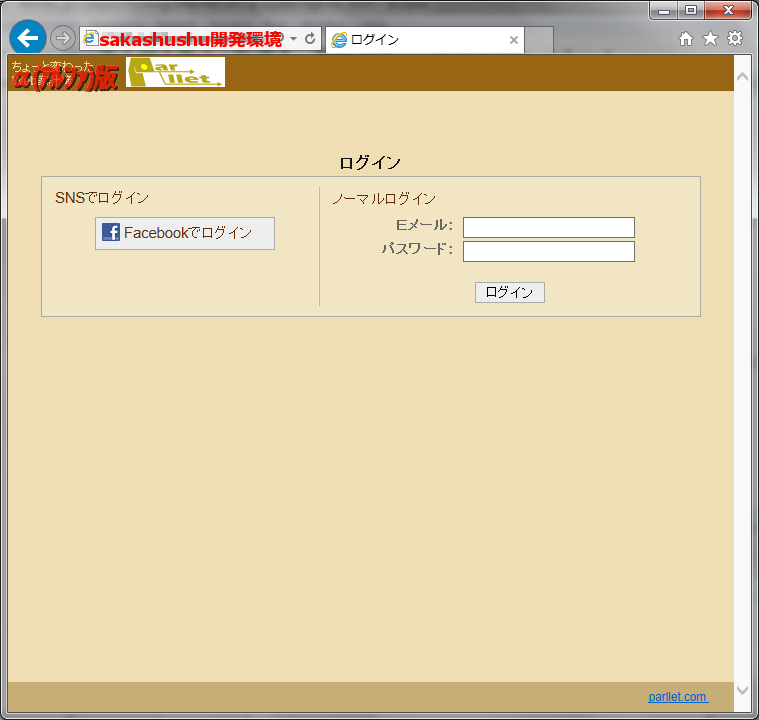 sakashushu開発環境
ログイン
ちょっと変わった
α(アルファ)版
Parllet
ログイン
SNSでログイン
Facebookでログイン
ノーマルログイン
Eメール:
パスワード:
ログイン
parllet.com